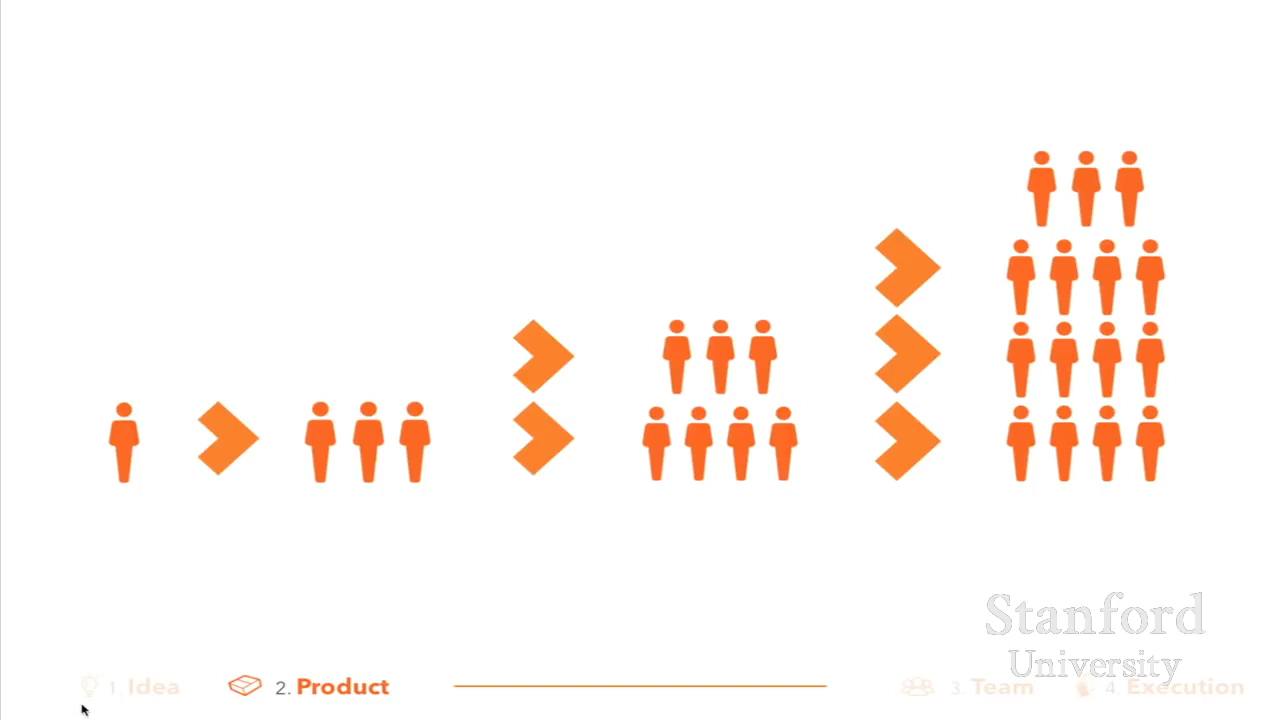 Stanford
University
1. Idea
2. Product
3. Team
4. Execution